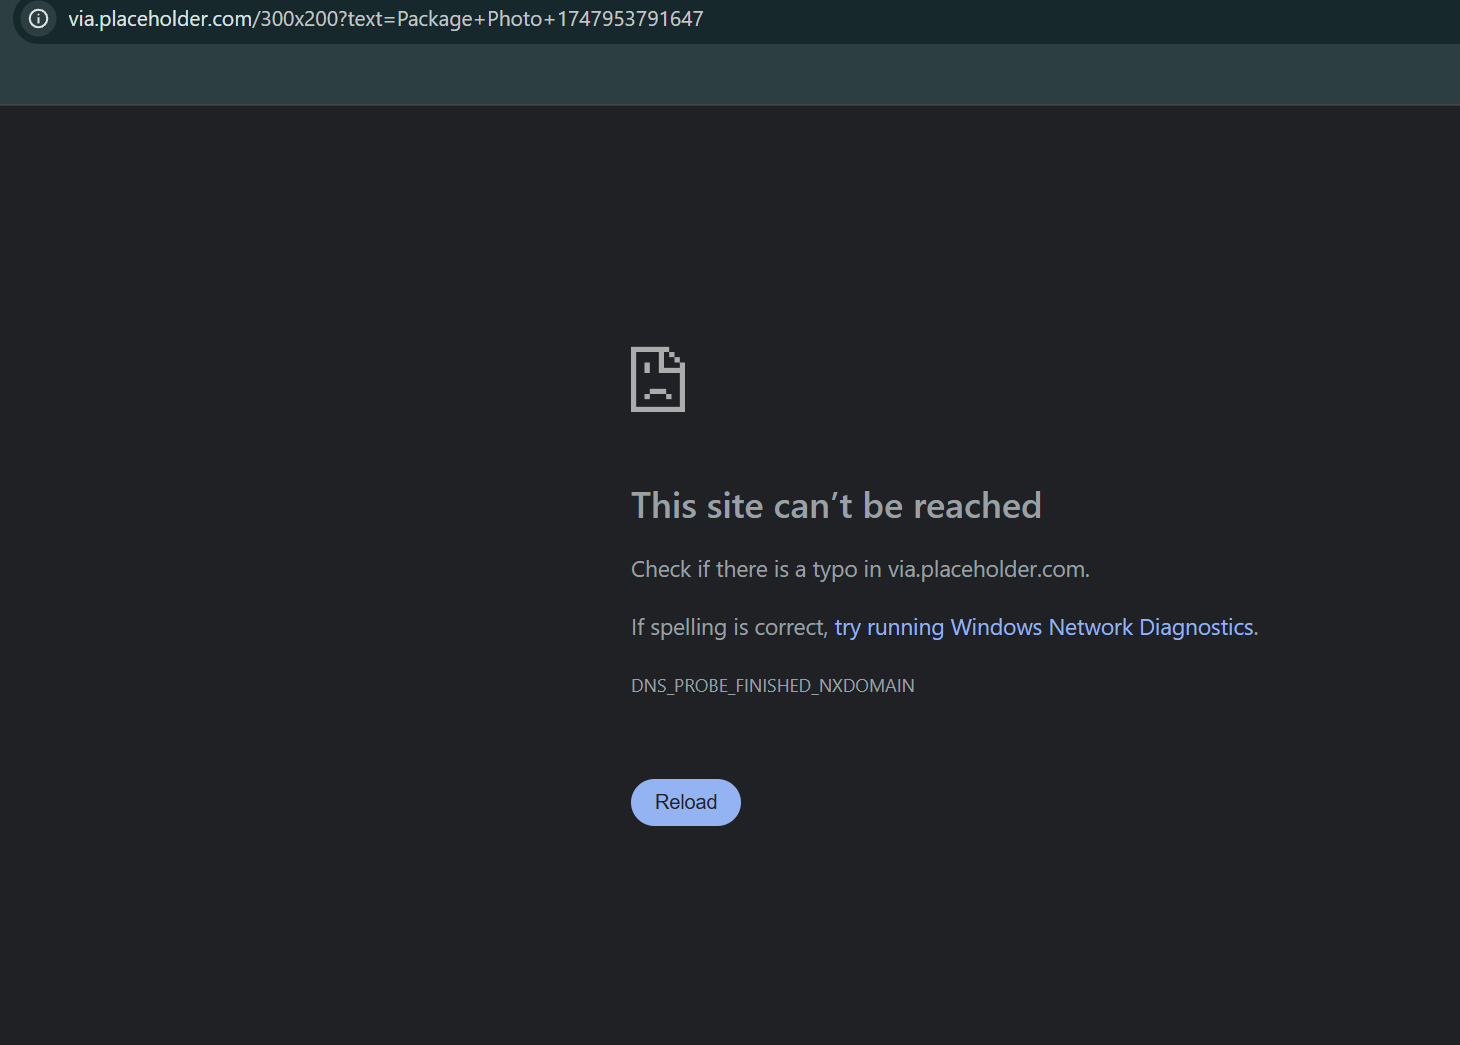 via.placeholder.com/300x200?text=Package+Photo+1747953791647
This site can’t be reached
Check if there is a typo in via.placeholder.com.
If spelling is correct, try running Windows Network Diagnostics.
DNS_PROBE_FINISHED_NXDOMAIN
Reload